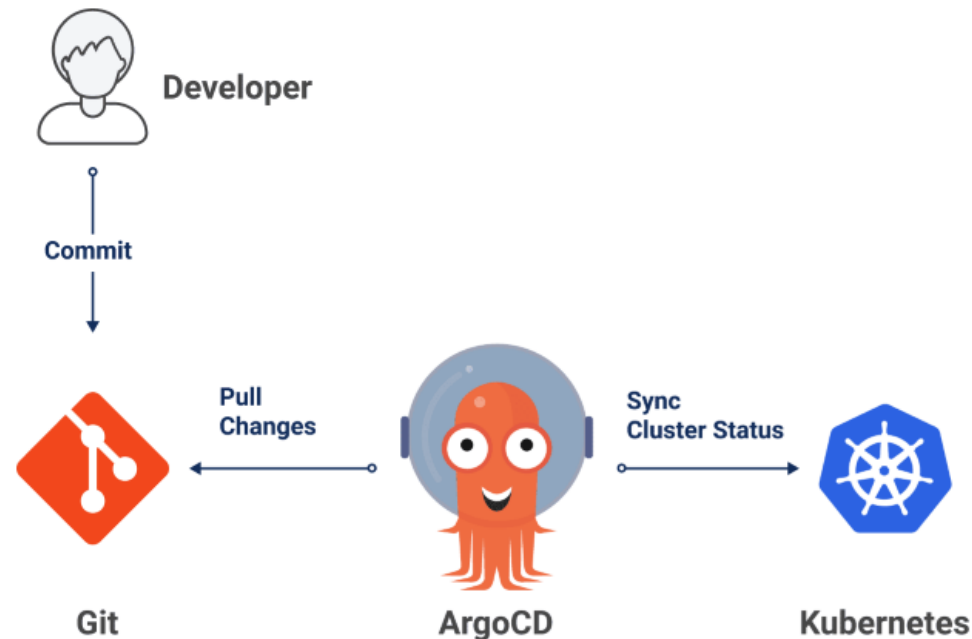 Developer
Commit
Pull
Changes
Sync
Cluster Status
Git
ArgoCD
Kubernetes